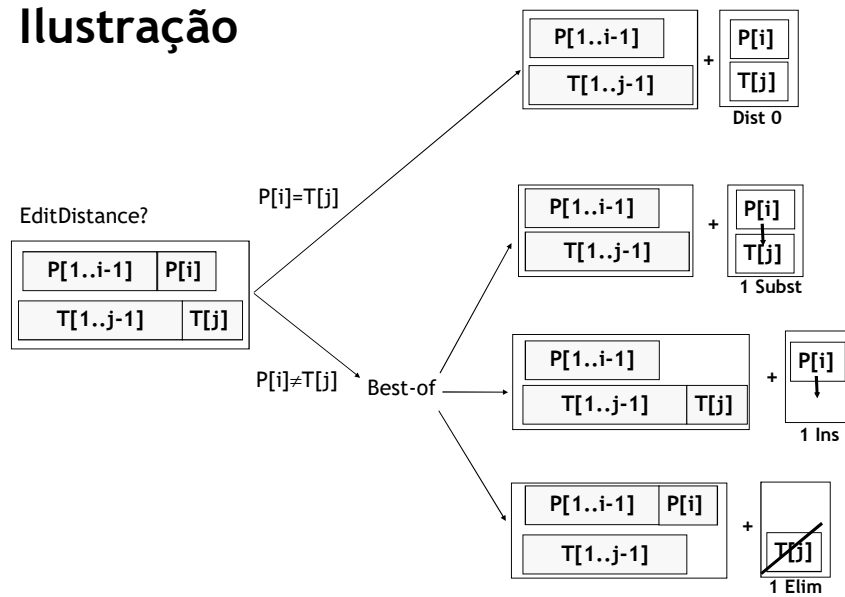 Ilustração
P[1..i-1]
T[1..j-1]
+
P[i]
T[j]
Dist 0
P[i]=T[j]
EditDistance?
P[1..i-1] P[i]
T[1..j-1] T[j]
P[i]≠T[j]
Best-of
P[1..i-1]
T[1..j-1]
+
P[i]
T[j]
1 Subst
P[1..i-1]
T[1..j-1] T[j]
+
P[i]
1 Ins
P[1..i-1] P[i]
T[1..j-1]
+
T[j]
1 Elim